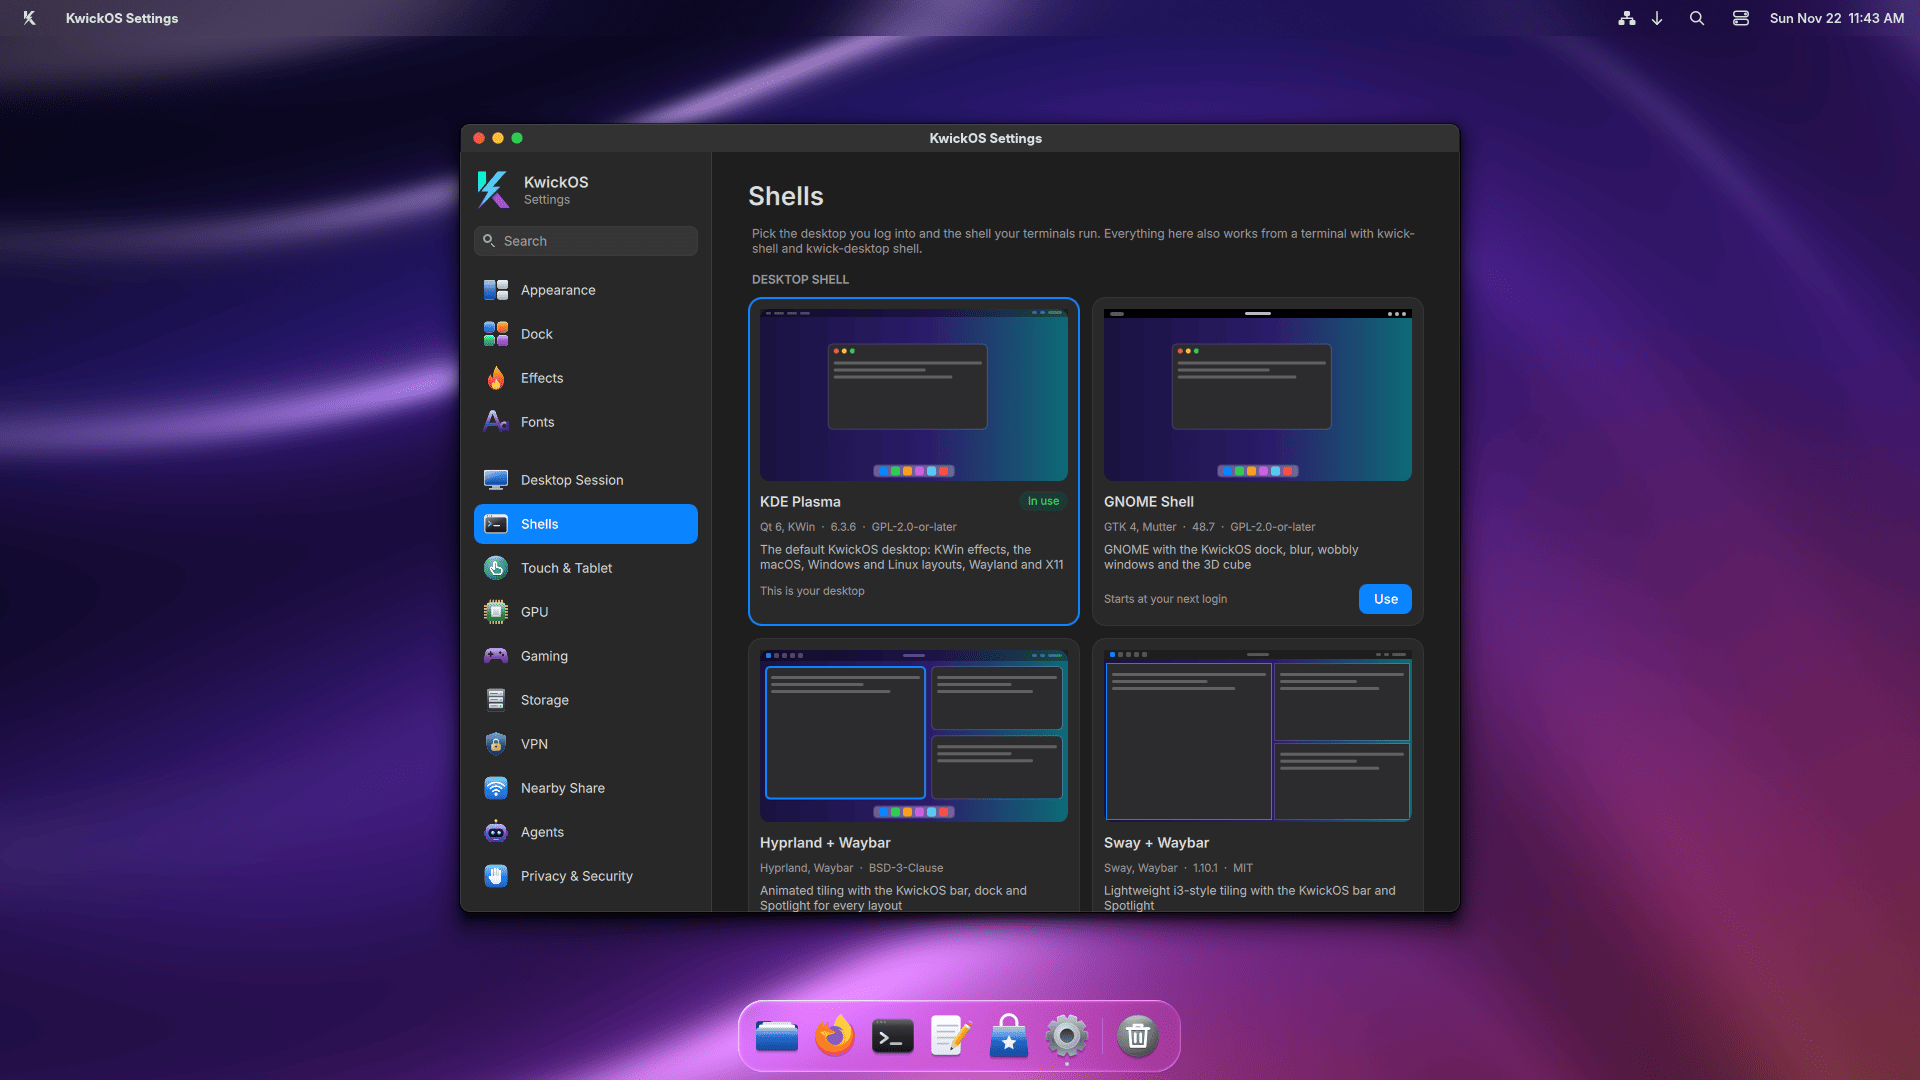 KwickOS Settings
Sun Nov 22 11:43 AM
KwickOS Settings
KwickOS
Settings
Search
Appearance
Dock
Effects
Fonts
Desktop Session
Shells
Touch & Tablet
GPU
Gaming
Storage
VPN
Nearby Share
Agents
Privacy & Security
Shells
Pick the desktop you log into and the shell your terminals run. Everything here also works from a terminal with kwick-
shell and kwick-desktop shell.
DESKTOP SHELL
KDE Plasma
In use
Qt 6, KWin · 6.3.6 · GPL-2.0-or-later
The default KwickOS desktop: KWin effects, the
macOS, Windows and Linux layouts, Wayland and X11
This is your desktop
GNOME Shell
GTK 4, Mutter · 48.7 · GPL-2.0-or-later
GNOME with the KwickOS dock, blur, wobbly
windows and the 3D cube
Starts at your next login
Use
Hyprland + Waybar
Hyprland, Waybar · BSD-3-Clause
Animated tiling with the KwickOS bar, dock and
Spotlight for every layout
Sway + Waybar
Sway, Waybar · 1.10.1 · MIT
Lightweight i3-style tiling with the KwickOS bar and
Spotlight